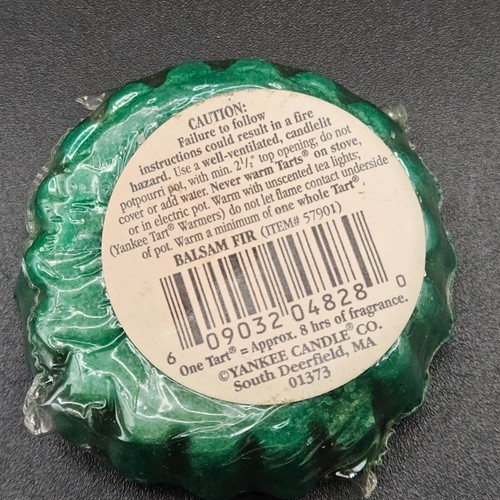 CAUTION:
Failure to follow
instructions could result in a fire
hazard. Use a well-ventilated, candlelit
potpourri pot, with min. 2½" top opening; do not
cover or add water. Never warm Tarts® on stove,
or in electric pot. Warm with unscented tea lights;
(Yankee Tart® Warmers) do not let flame contact underside
of pot. Warm a minimum of one whole Tart®
BALSAM FIR (ITEM# 57901)
6 09032 04828 0
One Tart® = Approx. 8 hrs of fragrance.
©YANKEE CANDLE® CO.
South Deerfield, MA
01373